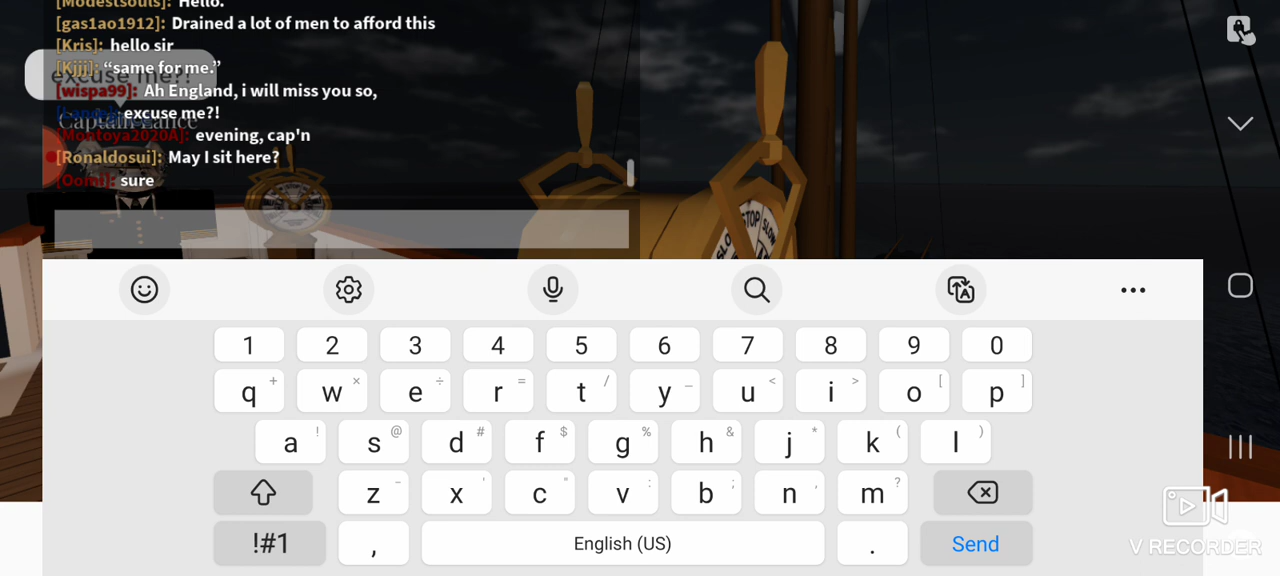 [Modestsouls]: Hello.
[gas1ao1912]: Drained a lot of men to afford this
[Kris]: hello sir
[Kjjj]: “same for me.”
excuse me?!
[wispa99]: Ah England, i will miss you so,
excuse me?!
Captain Lance
[Montoya2020A]: evening, cap'n
[Ronaldosui]: May I sit here?
sure
STOP SLOW
SLO
1 2 3 4 5 6 7 8 9 0
q + w × e ÷ r = t / y _ u < i > o [ p ]
a ! s @ d # f $ g % h & j * k ( l )
z - x ' c " v : b ; n , m ?
!#1 , English (US) . Send
V RECORDER